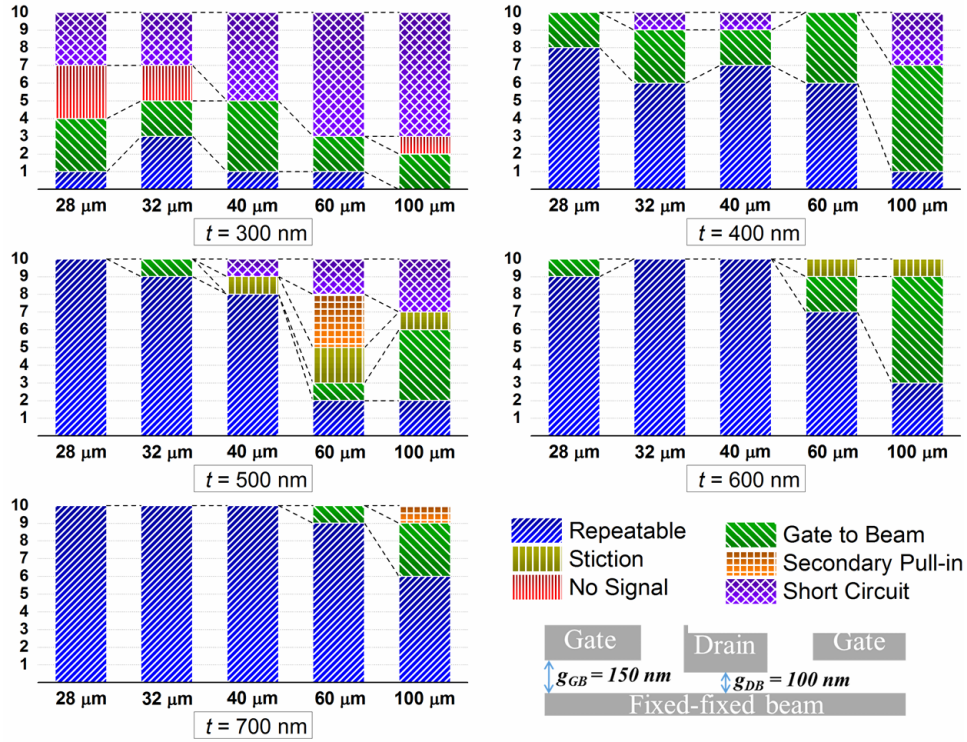 10
9
8
7
6
5
4
3
2
1
28 µm 32 µm 40 µm 60 µm 100 µm
t = 300 nm
10
9
8
7
6
5
4
3
2
1
28 µm 32 µm 40 µm 60 µm 100 µm
t = 400 nm
10
9
8
7
6
5
4
3
2
1
28 µm 32 µm 40 µm 60 µm 100 µm
t = 500 nm
10
9
8
7
6
5
4
3
2
1
28 µm 32 µm 40 µm 60 µm 100 µm
t = 600 nm
10
9
8
7
6
5
4
3
2
1
28 µm 32 µm 40 µm 60 µm 100 µm
t = 700 nm
Repeatable
Stiction
No Signal
Gate to Beam
Secondary Pull-in
Short Circuit
Gate Drain Gate
gGB = 150 nm gDB = 100 nm
Fixed-fixed beam